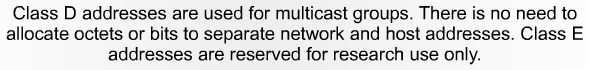 Class D addresses are used for multicast groups. There is no need to
allocate octets or bits to separate network and host addresses. Class E
addresses are reserved for research use only.